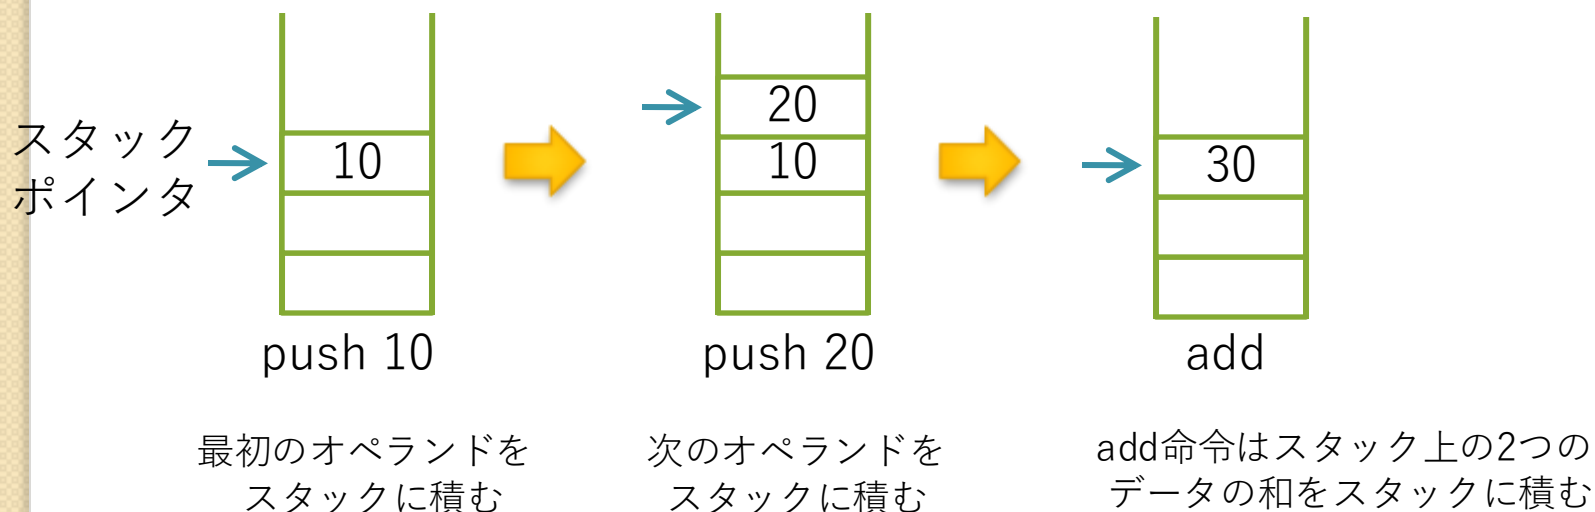 スタック
ポインタ
10
20
10
30
push 10
push 20
add
最初のオペランドを
スタックに積む
次のオペランドを
スタックに積む
add命令はスタック上の2つの
データの和をスタックに積む